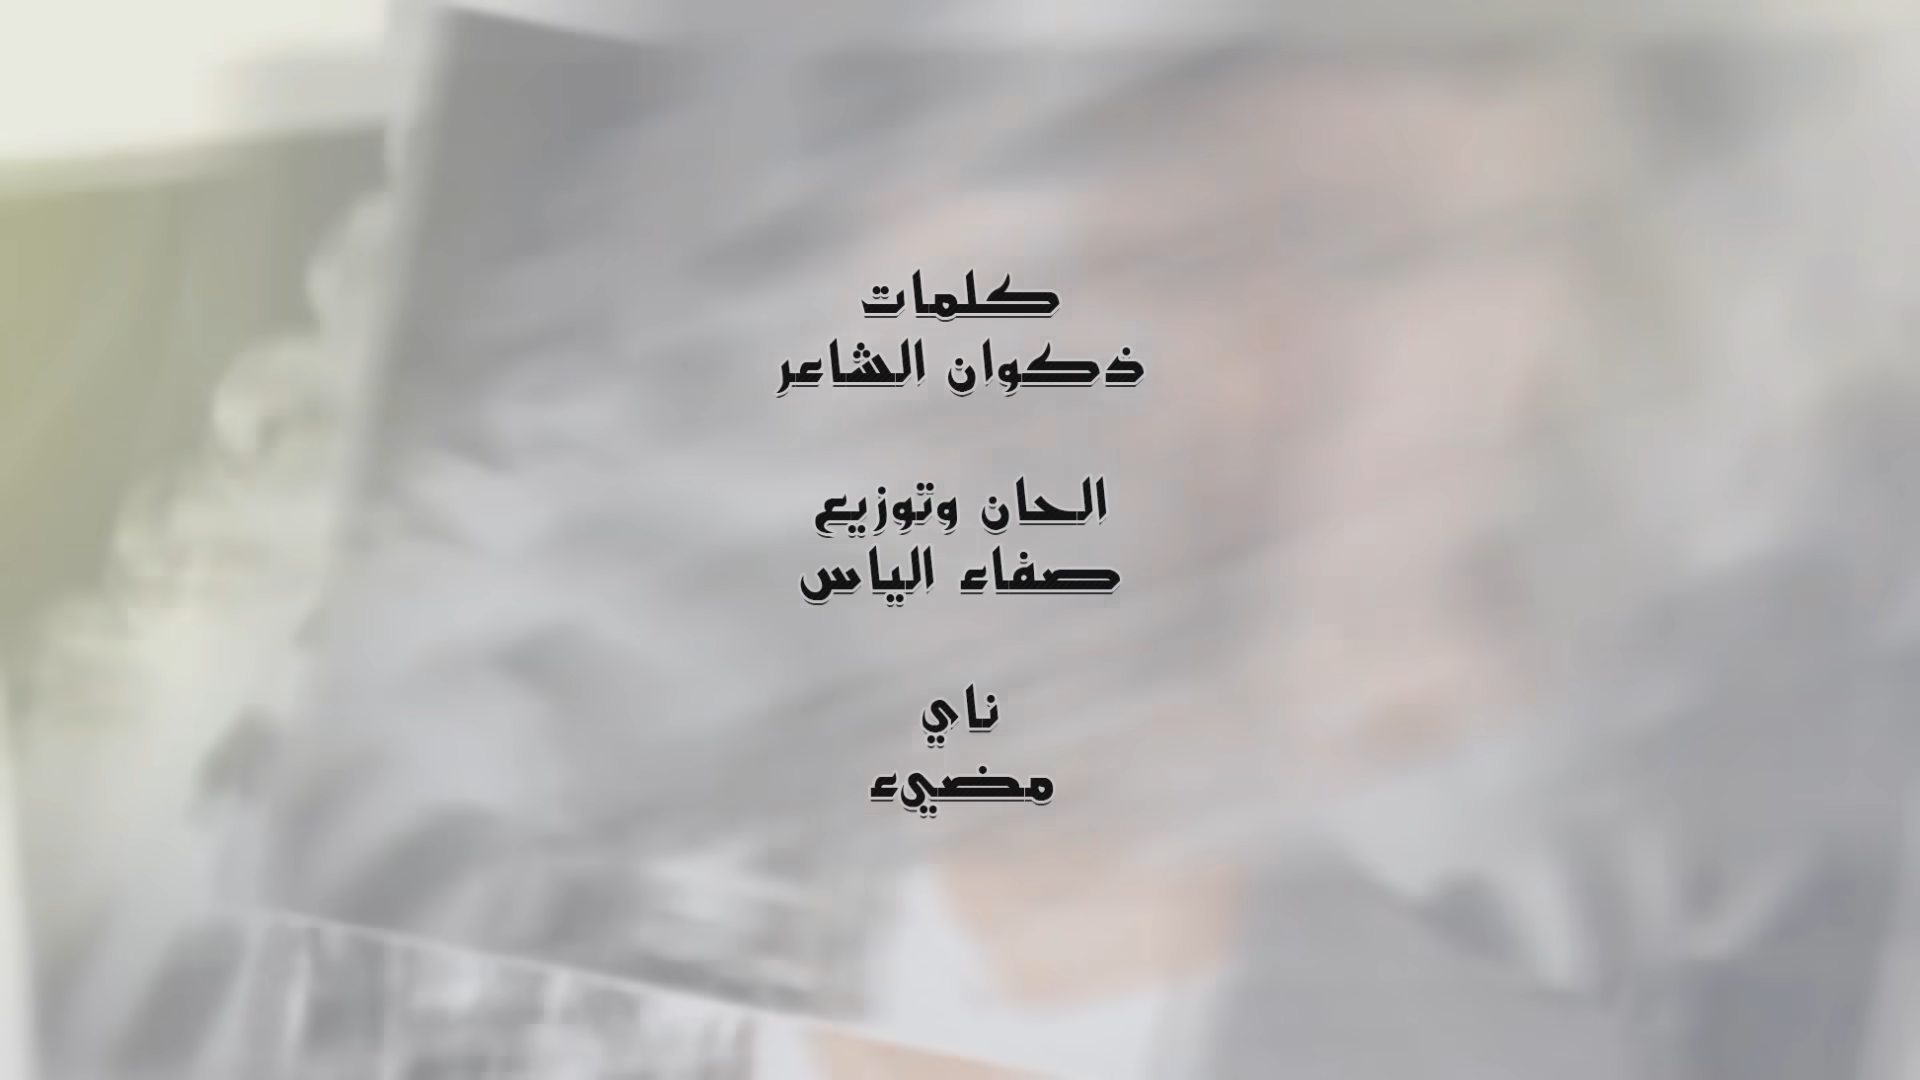 كلمات
ذكوان الشاعر
الحان وتوزيع
صفاء الياس
ناي
مضيء